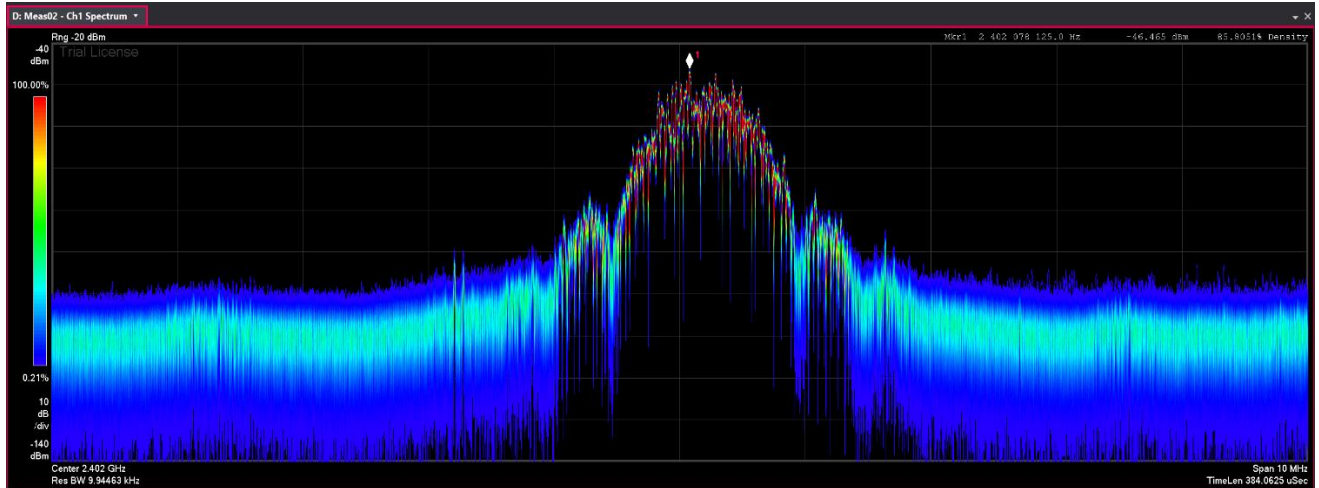 D: Meas02 - Ch1 Spectrum
Rng -20 dBm
Mkr1 2 402 078 125.0 Hz -46.465 dBm 85.8051% Density
-40
dBm
Trial License
1
100.00%
0.21%
10
dB
/div
-140
dBm
Center 2.402 GHz
Span 10 MHz
Res BW 9.94463 kHz
TimeLen 384.0625 uSec